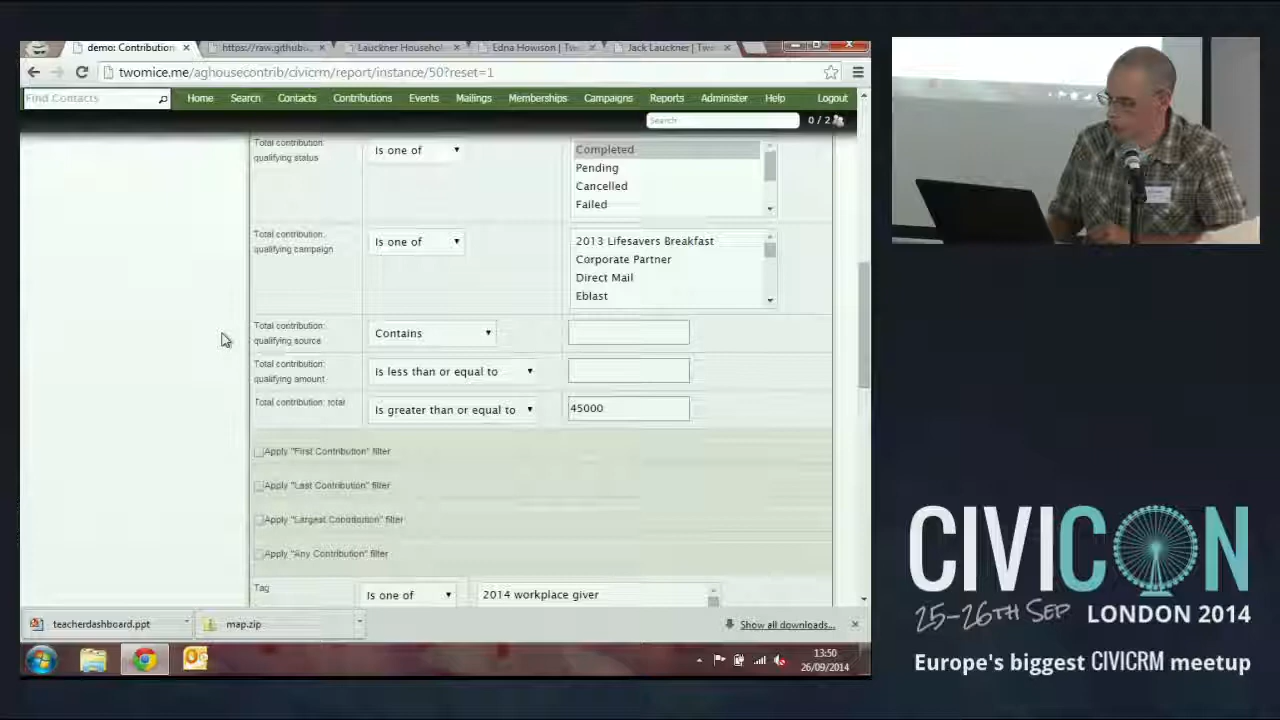 demo: Contribution
https://raw.githubu...
Lauckner Househol
Edna Howison | Tw
Jack Lauckner | Tw
twomice.me/aghousecontrib/civicrm/report/instance/50?reset=1
Find Contacts
Home Search Contacts Contributions Events Mailings Memberships Campaigns Reports Administer Help Logout
Search
0 / 2
Total contribution:
qualifying status
Is one of
Completed
Pending
Cancelled
Failed
Total contribution:
qualifying campaign
Is one of
2013 Lifesavers Breakfast
Corporate Partner
Direct Mail
Eblast
Total contribution:
qualifying source
Contains
Total contribution:
qualifying amount
Is less than or equal to
Total contribution: total
Is greater than or equal to
45000
Apply "First Contribution" filter
Apply "Last Contribution" filter
Apply "Largest Contribution" filter
Apply "Any Contribution" filter
Tag
Is one of
2014 workplace giver
teacherdashboard.ppt
map.zip
Show all downloads...
13:50
26/09/2014
CIVICON
25-26TH SEP LONDON 2014
Europe's biggest CIVICRM meetup